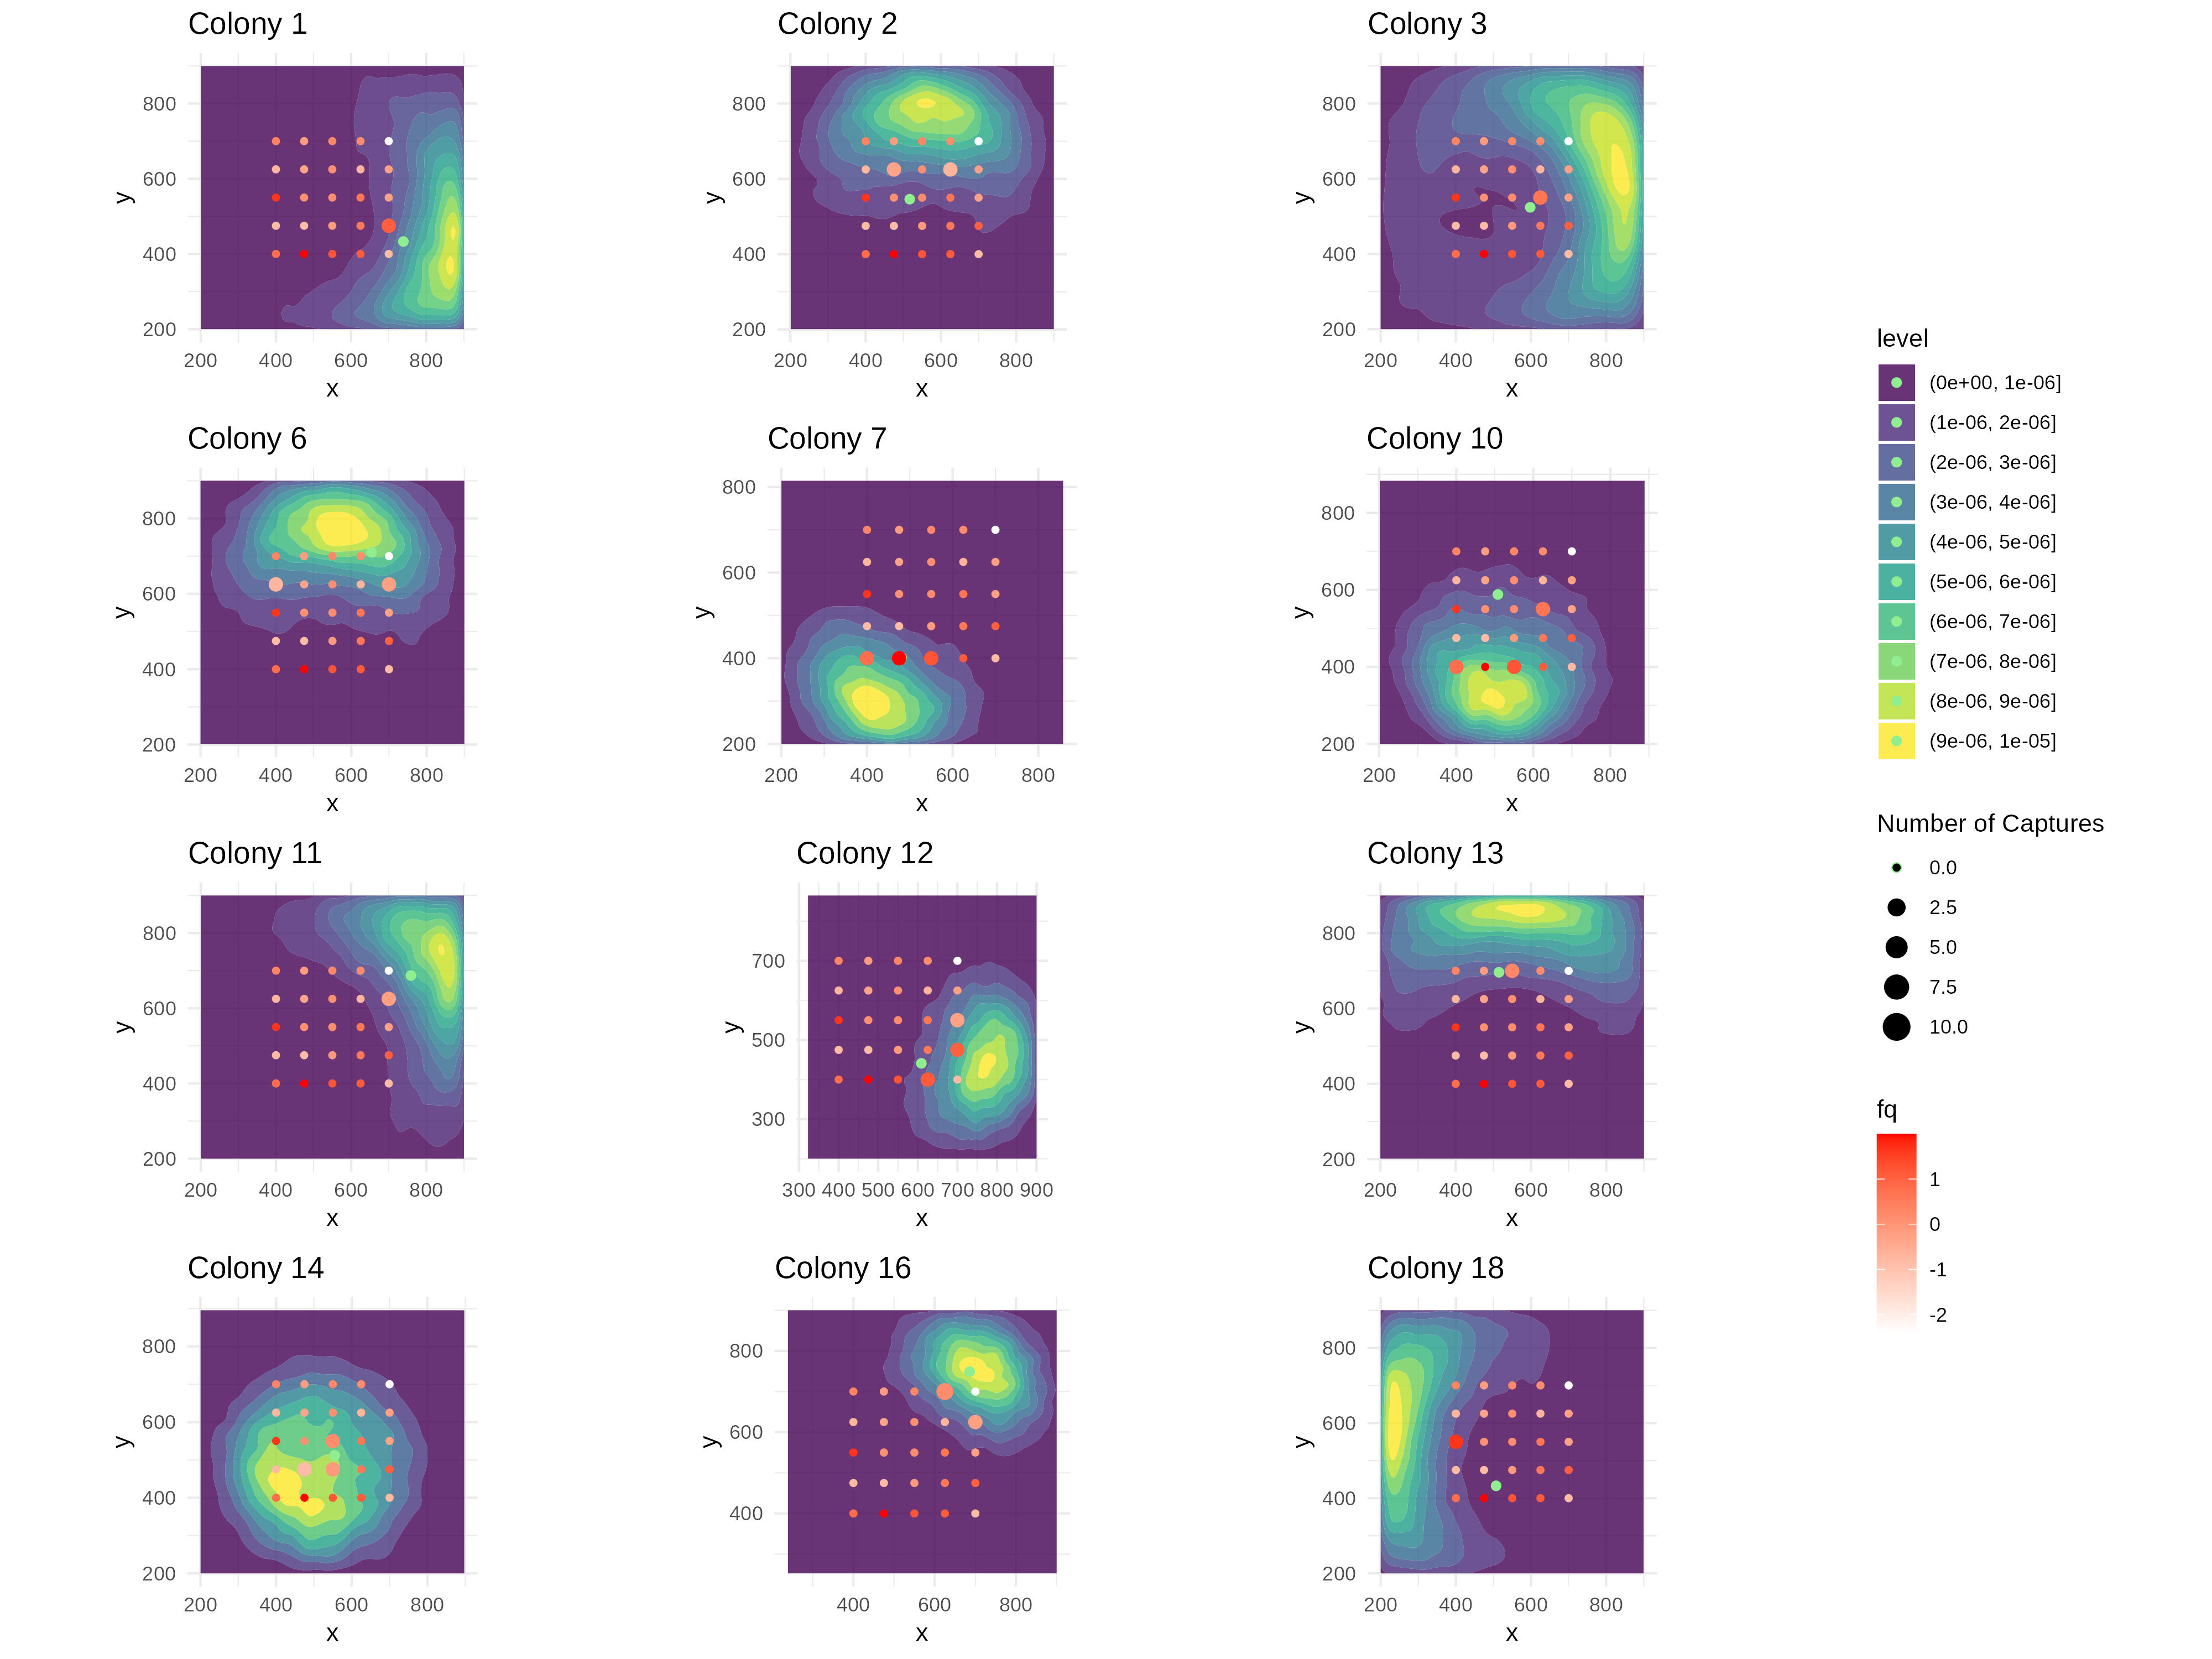 Colony 1
Colony 2
Colony 3
y
800
600
400
200
200 400 600 800
x
y
800
600
400
200
200 400 600 800
x
y
800
600
400
200
200 400 600 800
x
Colony 6
Colony 7
Colony 10
y
800
600
400
200
200 400 600 800
x
y
800
600
400
200
200 400 600 800
x
y
800
600
400
200
200 400 600 800
x
Colony 11
Colony 12
Colony 13
y
800
600
400
200
200 400 600 800
x
y
700
500
300
300 400 500 600 700 800 900
x
y
800
600
400
200
200 400 600 800
x
Colony 14
Colony 16
Colony 18
y
800
600
400
200
200 400 600 800
x
y
800
600
400
400 600 800
x
y
800
600
400
200
200 400 600 800
x
level
(0e+00, 1e-06]
(1e-06, 2e-06]
(2e-06, 3e-06]
(3e-06, 4e-06]
(4e-06, 5e-06]
(5e-06, 6e-06]
(6e-06, 7e-06]
(7e-06, 8e-06]
(8e-06, 9e-06]
(9e-06, 1e-05]
Number of Captures
0.0
2.5
5.0
7.5
10.0
fq
1
0
-1
-2